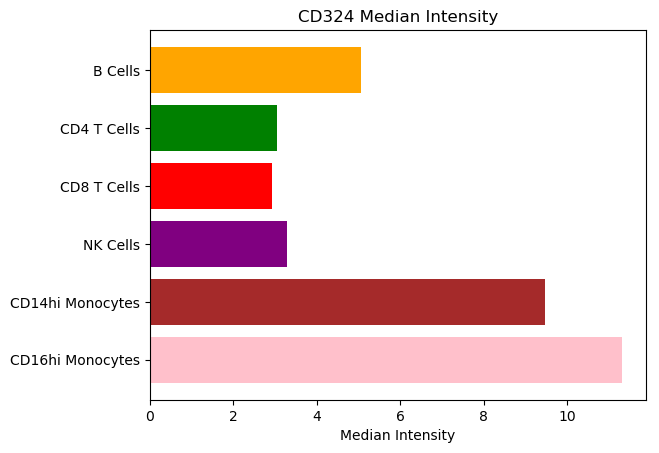 CD324 Median Intensity
B Cells
CD4 T Cells
CD8 T Cells
NK Cells
CD14hi Monocytes
CD16hi Monocytes
0 2 4 6 8 10
Median Intensity